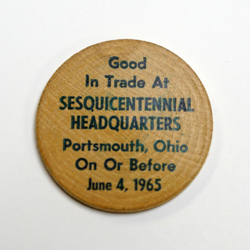 Good
In Trade At
SESQUICENTENNIAL
HEADQUARTERS
Portsmouth, Ohio
On Or Before
June 4, 1965